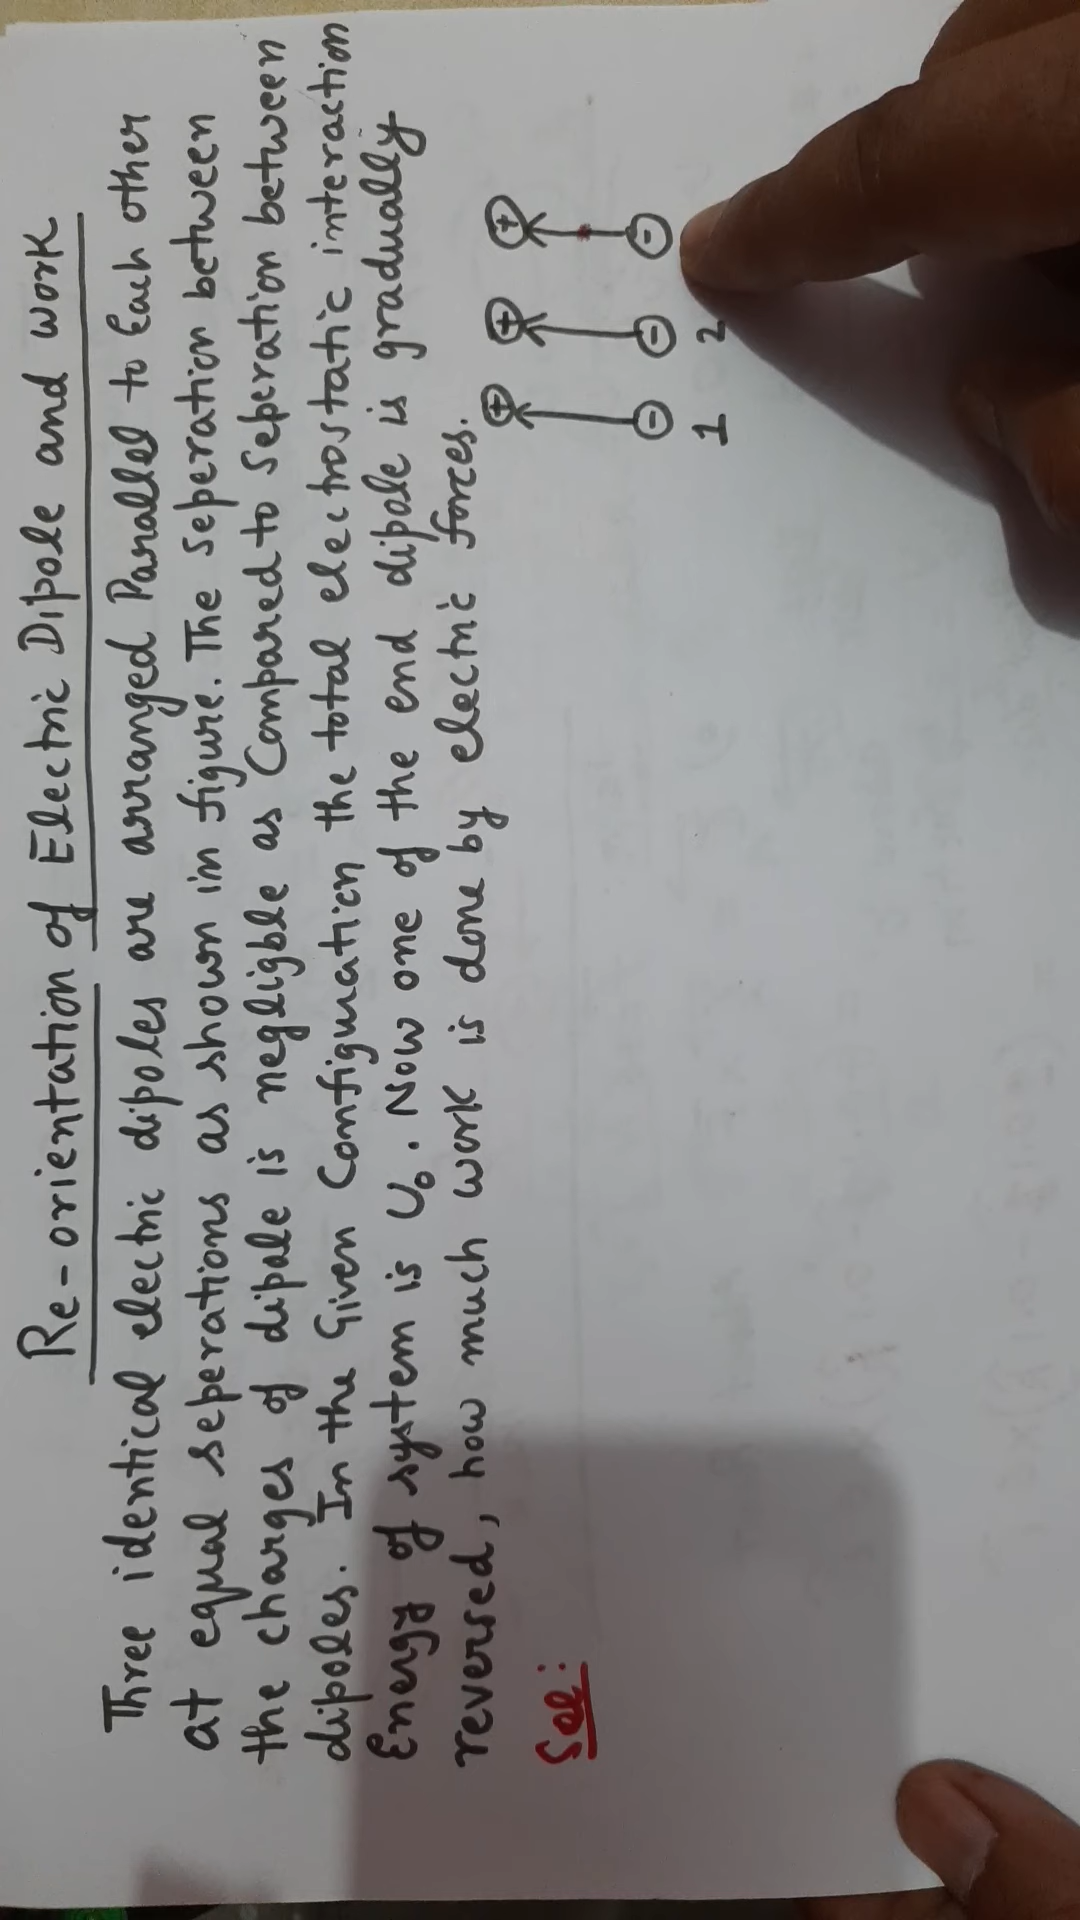 Re-orientation of Electric Dipole and work
Three identical electric dipoles are arranged Parallel to Each other
at equal seperations as shown in figure. The seperation between
the charges of dipole is negligble as Compared to seperation between
dipoles. In the Given Configuration the total electrostatic interaction
Energy of system is U₀. Now one of the end dipole is gradually
reversed, how much work is done by electric forces.
Sol:
+ + +
- - -
1 2